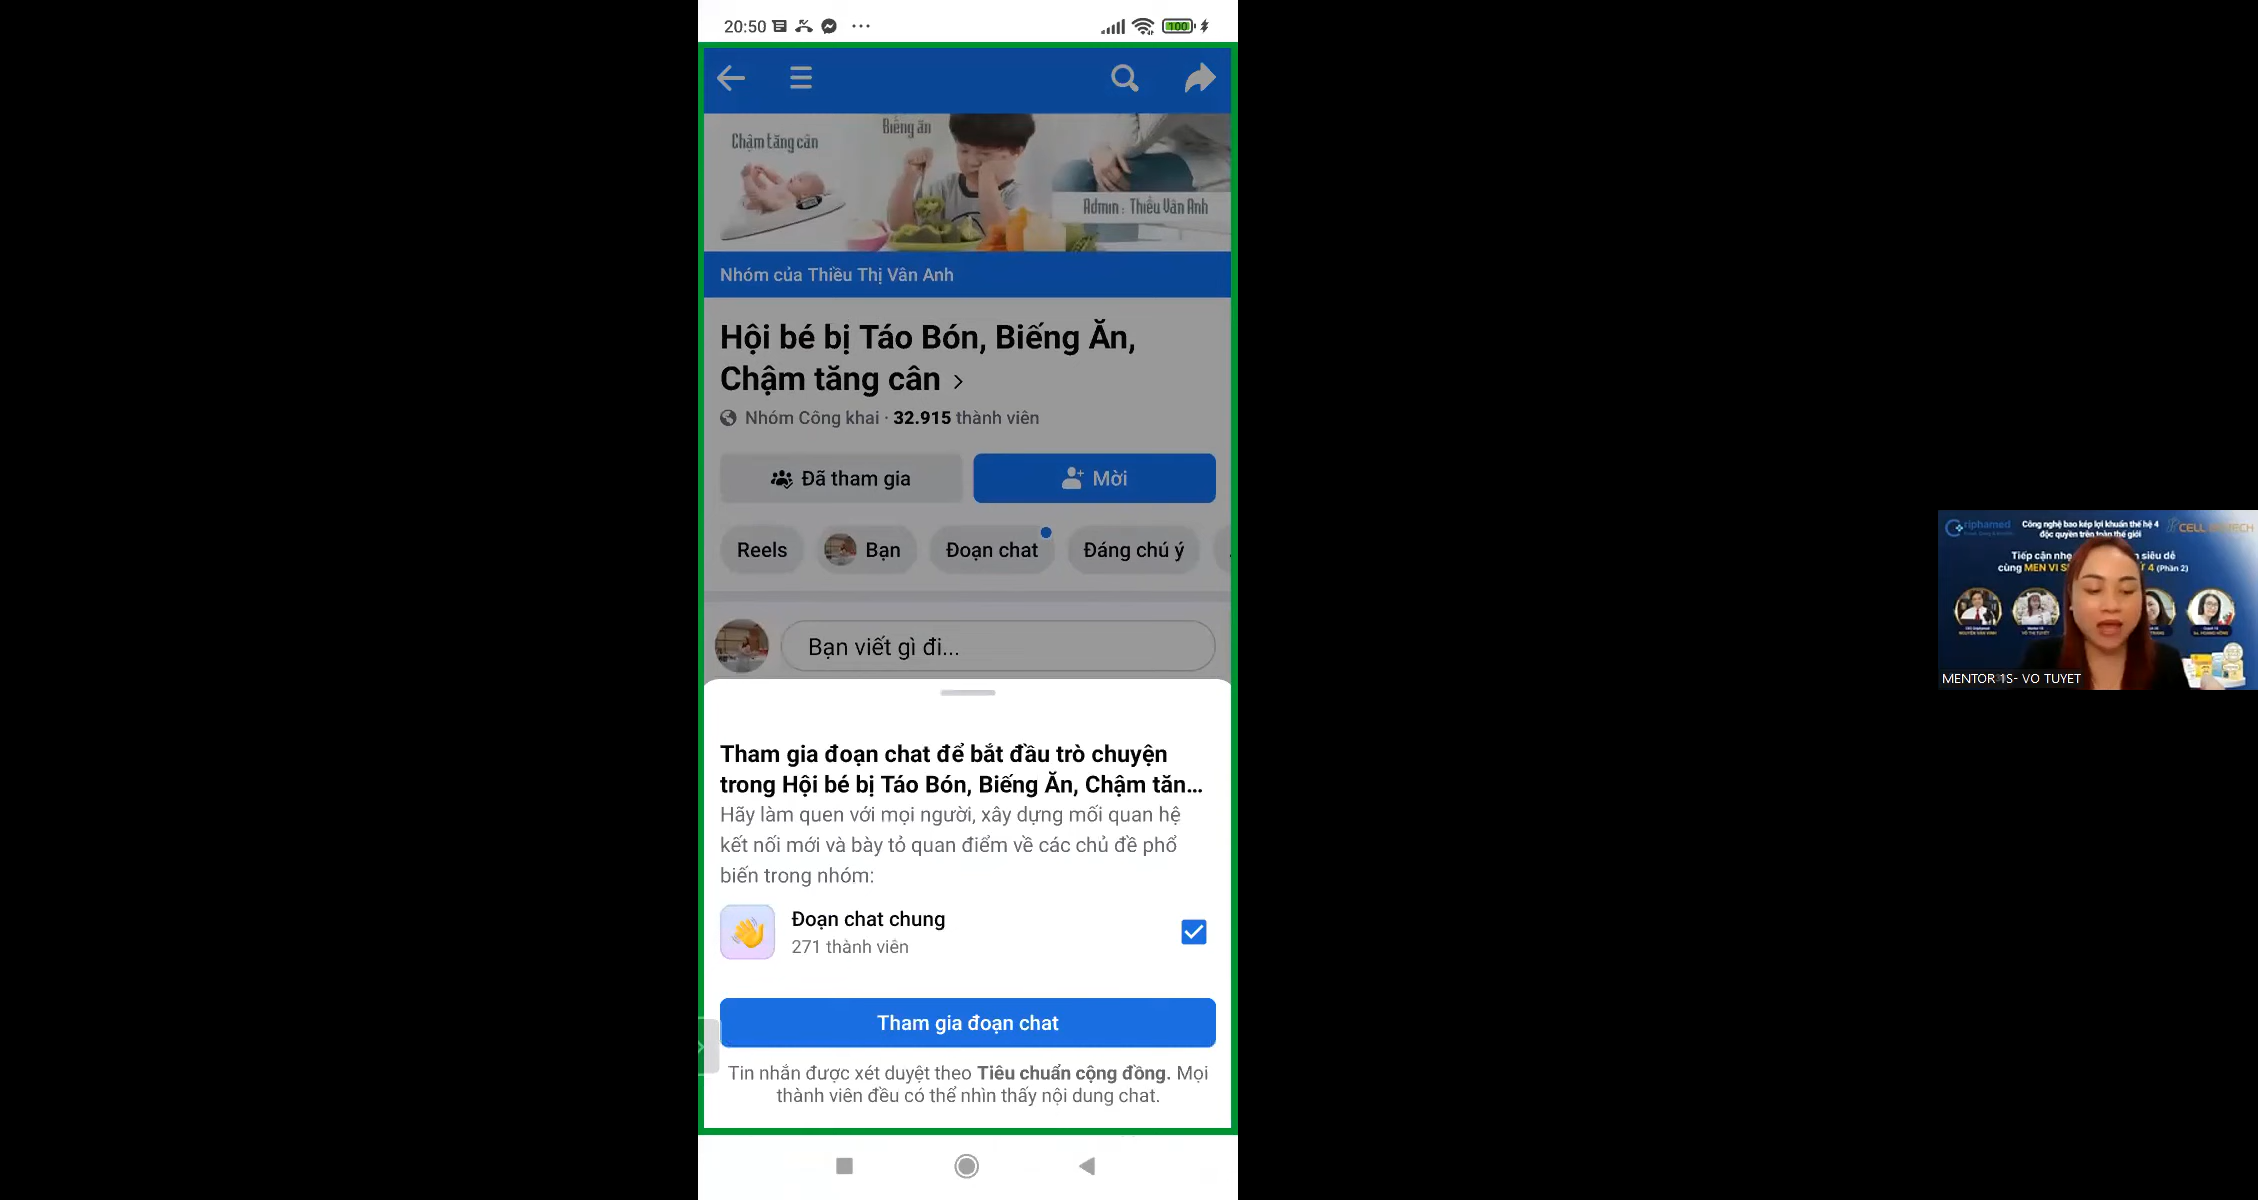 20:50
100
Chậm tăng cân
Biếng ăn
Admin : Thiều Vân Anh
Nhóm của Thiều Thị Vân Anh
Hội bé bị Táo Bón, Biếng Ăn,
Chậm tăng cân >
Nhóm Công khai · 32.915 thành viên
Đã tham gia
Mời
Reels
Bạn
Đoạn chat
Đáng chú ý
Bạn viết gì đi...
Tham gia đoạn chat để bắt đầu trò chuyện
trong Hội bé bị Táo Bón, Biếng Ăn, Chậm tăn...
Hãy làm quen với mọi người, xây dựng mối quan hệ
kết nối mới và bày tỏ quan điểm về các chủ đề phổ
biến trong nhóm:
Đoạn chat chung
271 thành viên
Tham gia đoạn chat
Tin nhắn được xét duyệt theo Tiêu chuẩn cộng đồng. Mọi
thành viên đều có thể nhìn thấy nội dung chat.
riphamed
Công nghệ bao kép lợi khuẩn thế hệ 4
độc quyền trên toàn thế giới
CELL
Tiếp cận siêu dễ
cùng MEN VI 4 (Phần 2)
VÕ THỊ TUYẾT
MENTOR 1S- VO TUYET